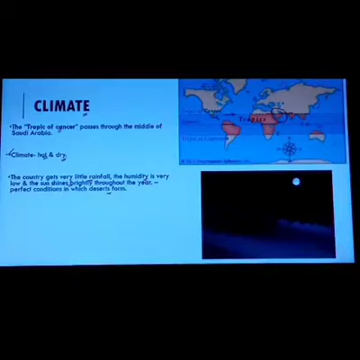 CLIMATE
•The "Tropic of cancer" passes through the middle of
Saudi Arabia.
•Climate- hot & dry.
•The country gets very little rainfall, the humidity is very
low & the sun shines brightly throughout the year. –
perfect conditions in which deserts form.
Tropics